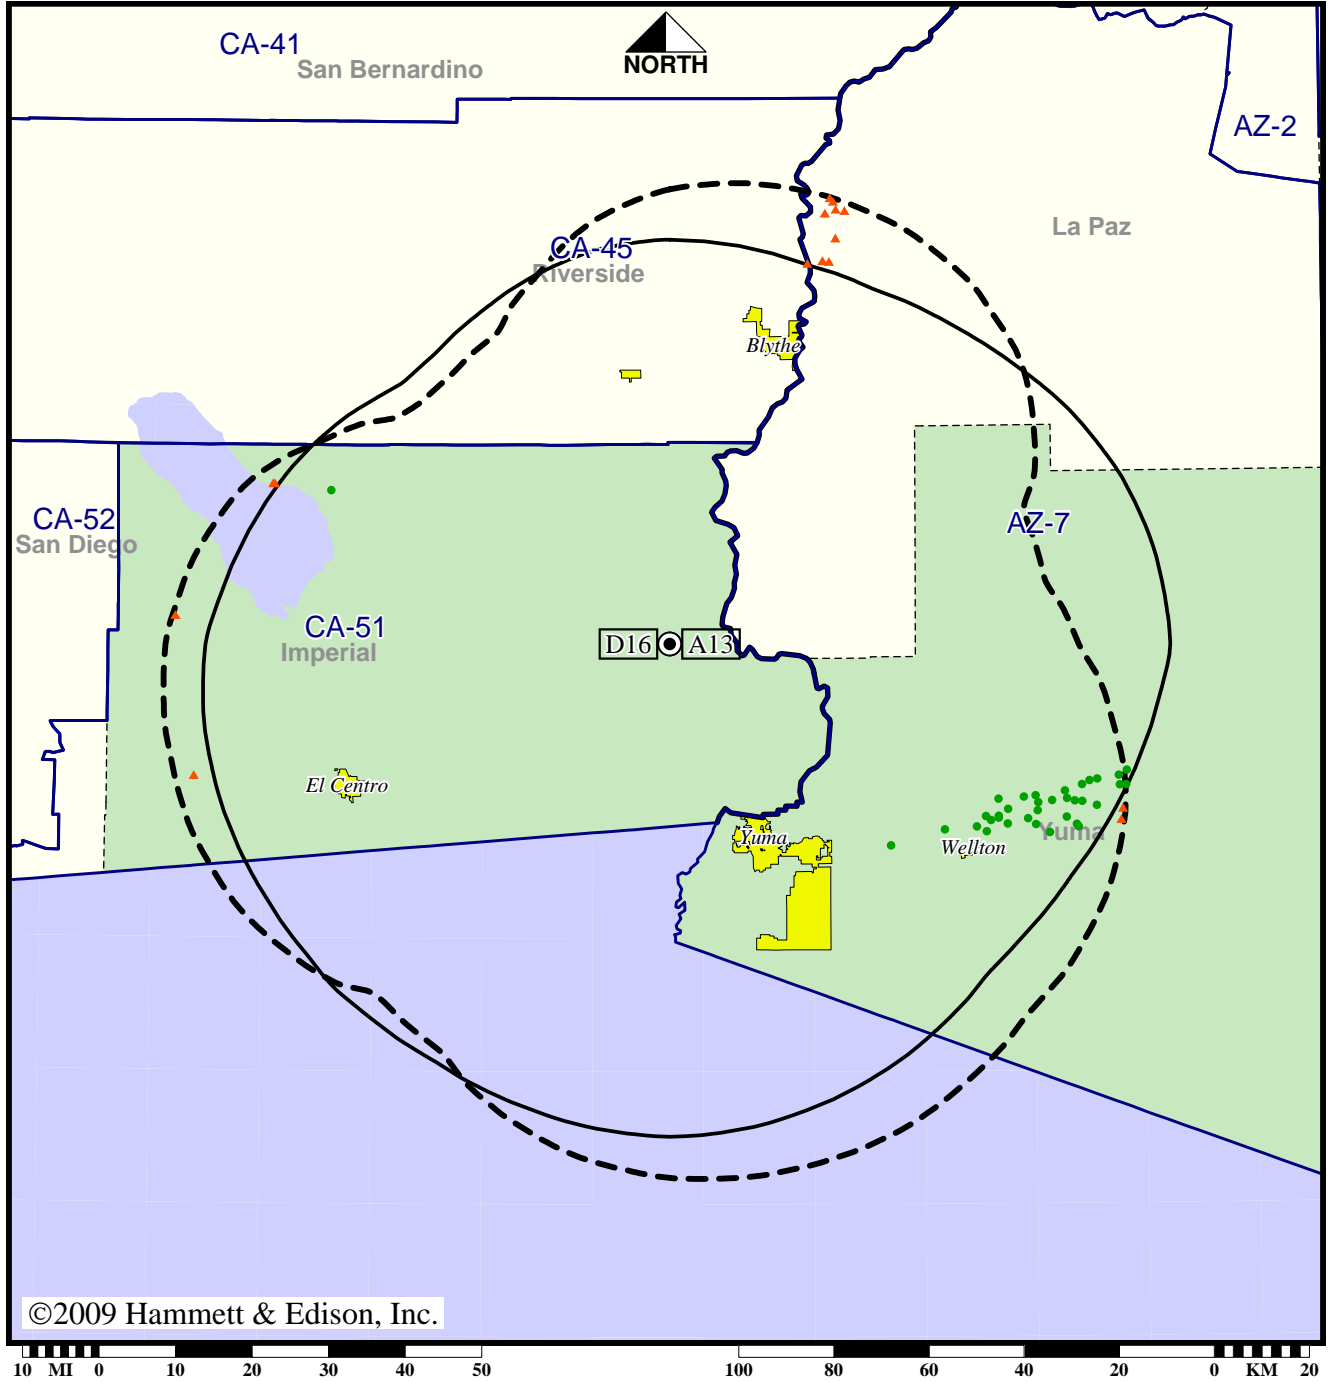 CA-41
San Bernardino
NORTH
AZ-2
La Paz
CA-45
Riverside
Blythe
CA-52
San Diego
AZ-7
CA-51
Imperial
D16
A13
El Centro
Yuma
Yuma
Wellton
©2009 Hammett & Edison, Inc.
10 MI 0 10 20 30 40 50 100 80 60 40 20 0 KM 20